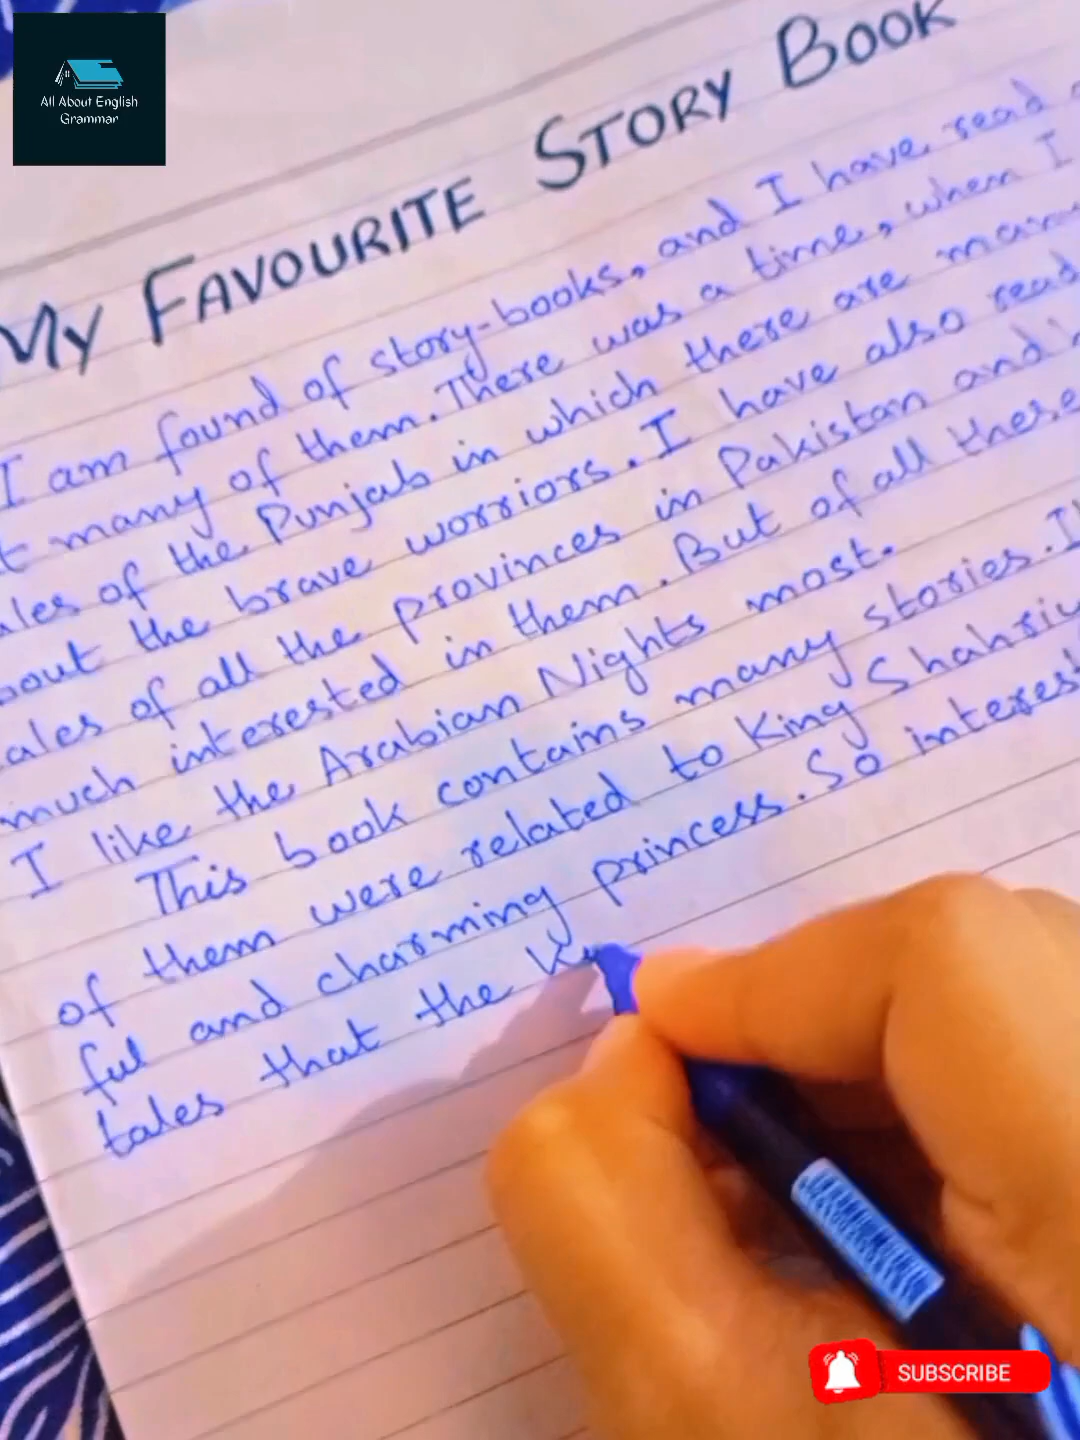 All About English
Grammar
MY FAVOURITE STORY BOOK
I am found of story-books, and I have read
many of them. There was a time, when I
of the Punjab in which there are
the brave worriors. I have also read
of all the provinces in Pakistan and
much interested in them. But of all these
I like the Arabian Nights most.
This book contains many stories.
of them were related to King
ful and charming princess. So
tales that the
SUBSCRIBE